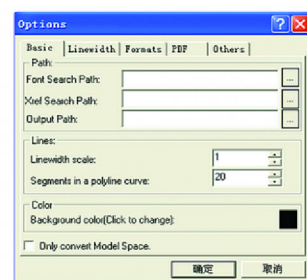 Options
Basic Linewidth Formats PDF Others
Path:
Font Search Path:
Xref Search Path:
Output Path:
Lines:
Linewidth scale: 1
Segments in a polyline curve: 20
Color
Background color(Click to change):
Only convert Model Space.
确定 取消